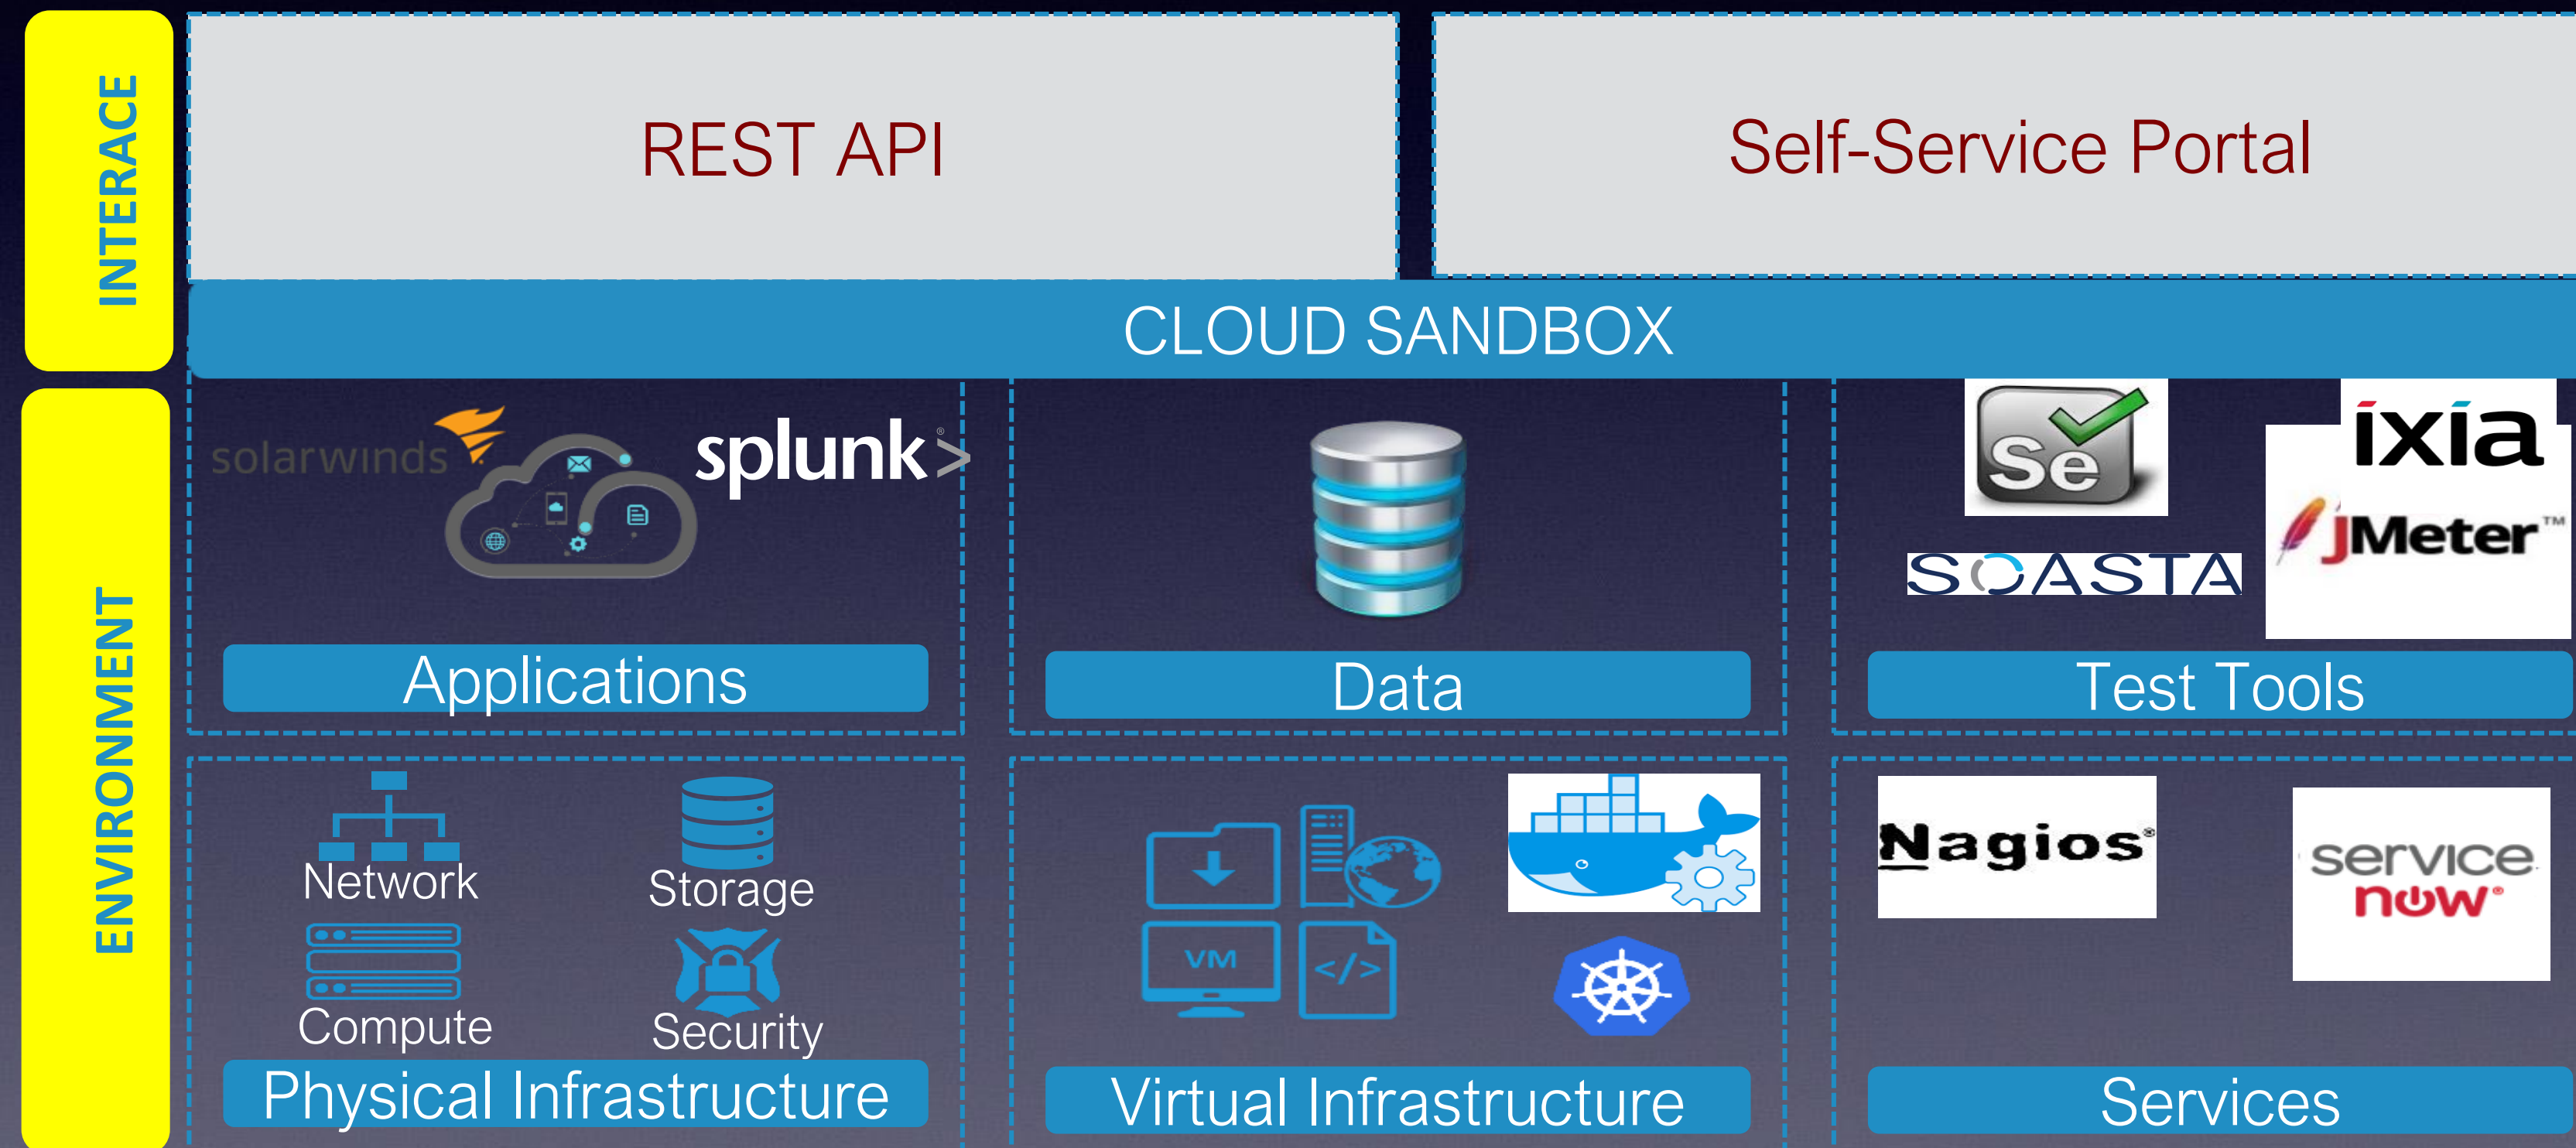 INTERACE
REST API
Self-Service Portal
CLOUD SANDBOX
ENVIRONMENT
solarwinds
splunk>®
Se
ixia
jMeter™
SOASTA
Applications
Data
Test Tools
Network
Storage
Compute
Security
VM
</>
Nagios®
service
now®
Physical Infrastructure
Virtual Infrastructure
Services